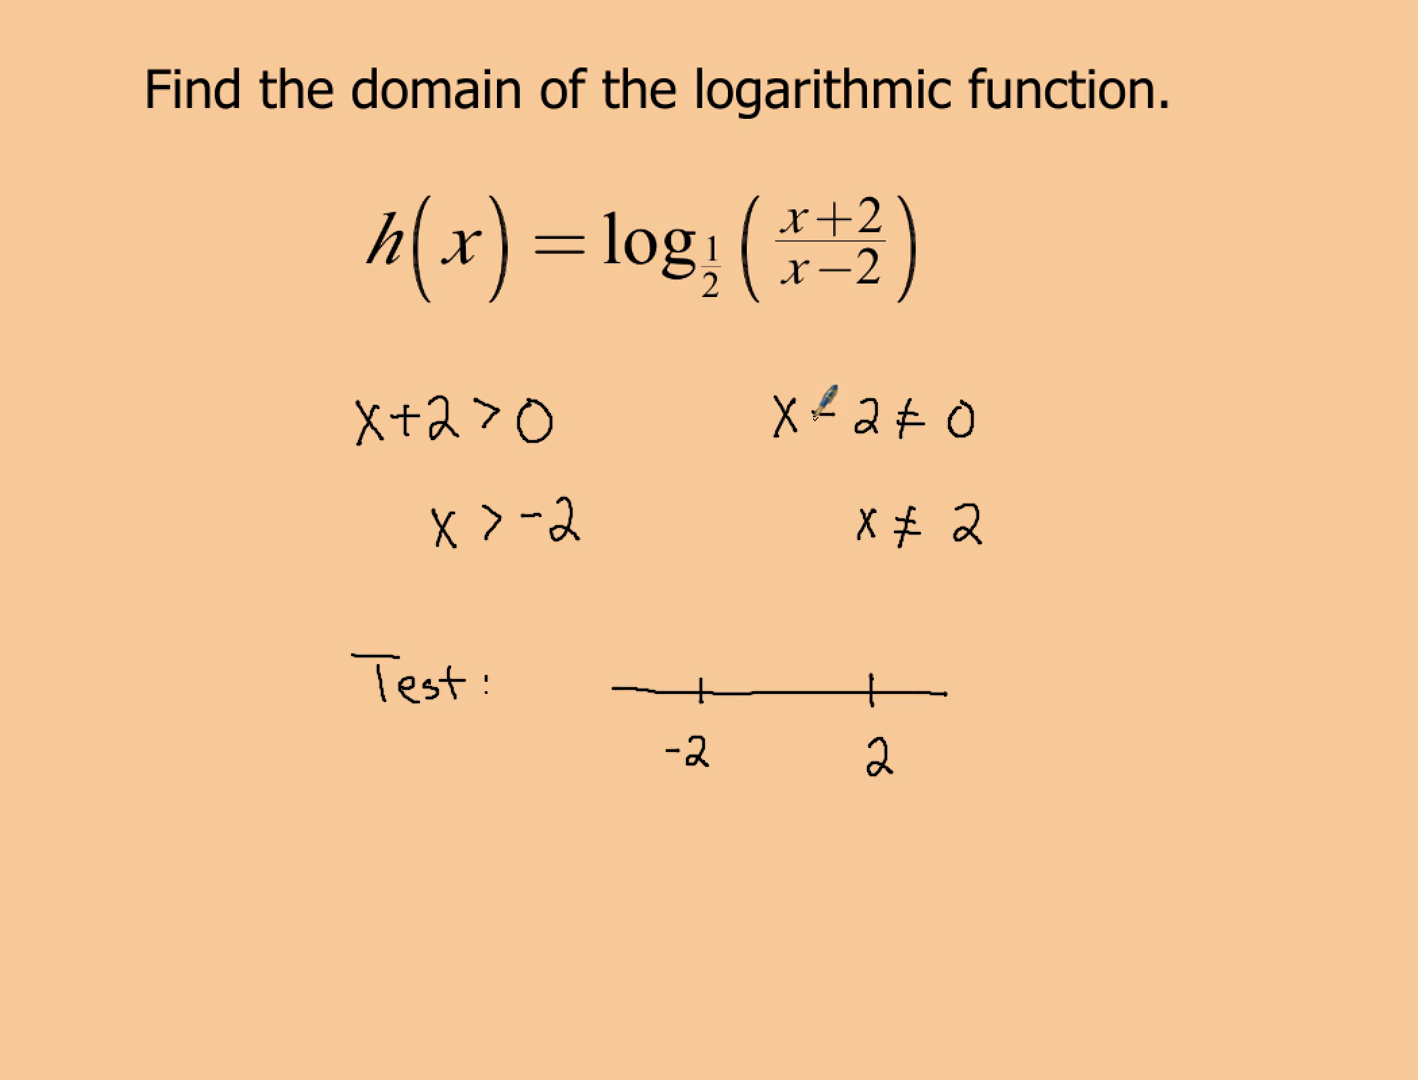 Find the domain of the logarithmic function.
h(x) = log_{1/2} ((x+2)/(x−2))
x+2 > 0    x - 2 ≠ 0
x > -2    x ≠ 2
Test:
-2    2